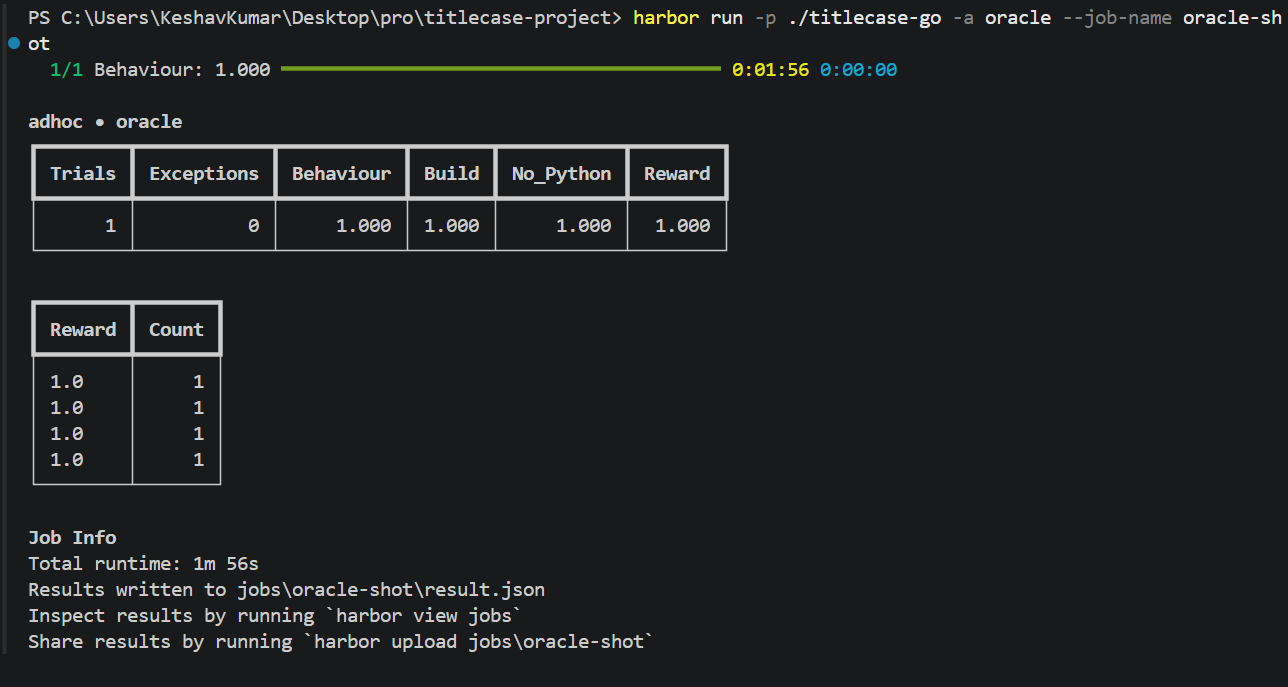 PS C:\Users\KeshavKumar\Desktop\pro\titlecase-project> harbor run -p ./titlecase-go -a oracle --job-name oracle-sh
ot
1/1 Behaviour: 1.000 0:01:56 0:00:00
adhoc • oracle
Trials Exceptions Behaviour Build No_Python Reward
1 0 1.000 1.000 1.000 1.000
Reward Count
1.0 1
1.0 1
1.0 1
1.0 1
Job Info
Total runtime: 1m 56s
Results written to jobs\oracle-shot\result.json
Inspect results by running `harbor view jobs`
Share results by running `harbor upload jobs\oracle-shot`